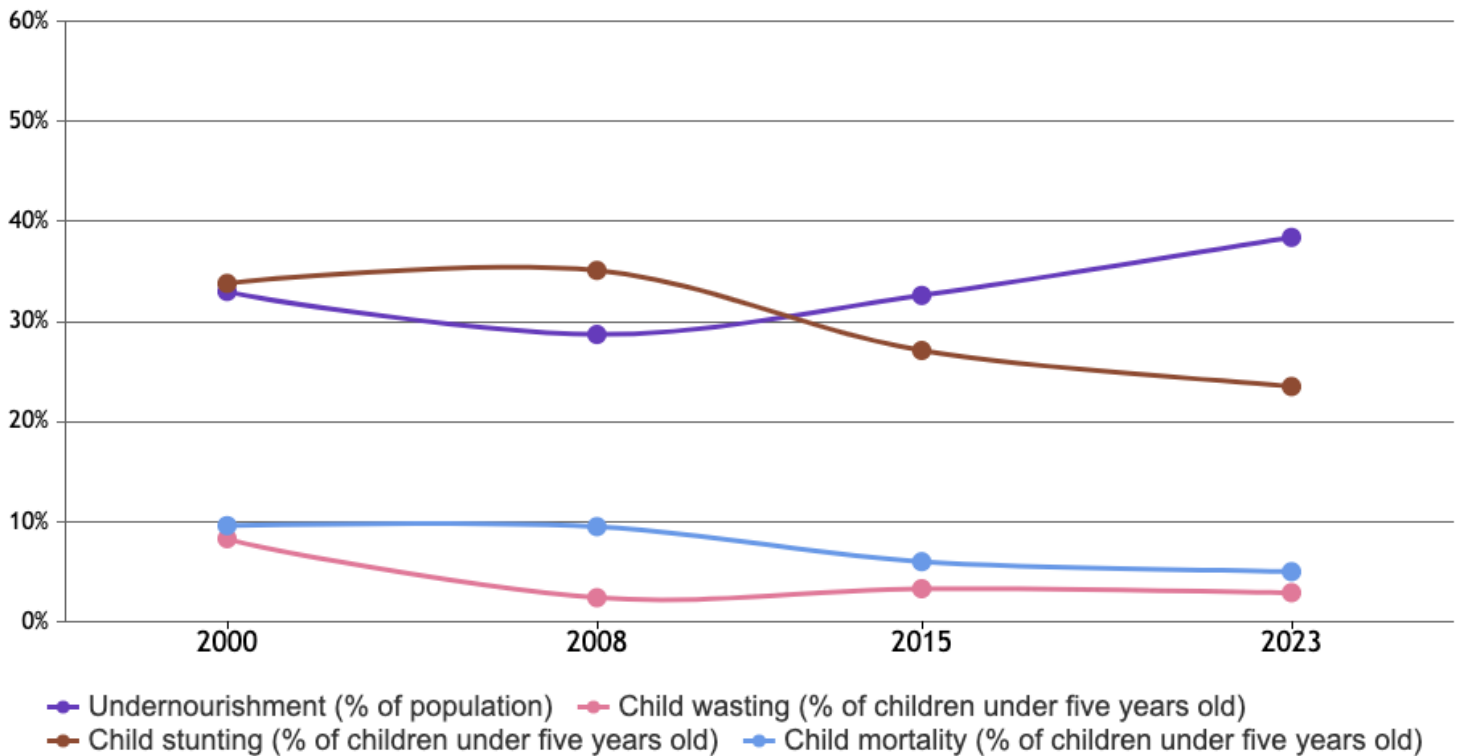 60%
50%
40%
30%
20%
10%
0%
2000 2008 2015 2023
Undernourishment (% of population) Child wasting (% of children under five years old)
Child stunting (% of children under five years old) Child mortality (% of children under five years old)